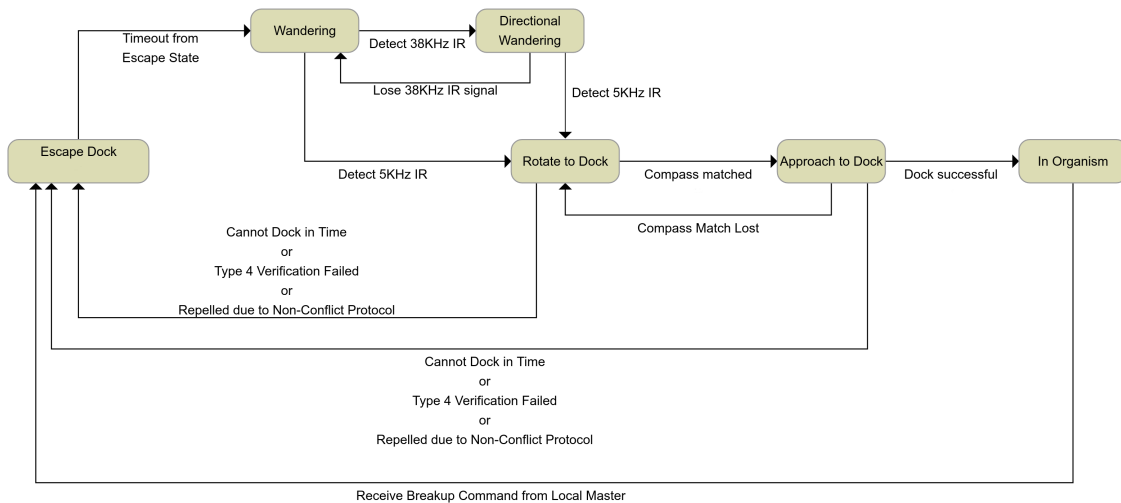 Directional
Wandering
Wandering
Timeout from
Escape State
Detect 38KHz IR
Lose 38KHz IR signal
Detect 5KHz IR
Escape Dock
Rotate to Dock
Approach to Dock
In Organism
Detect 5KHz IR
Compass matched
Dock successful
Compass Match Lost
Cannot Dock in Time
or
Type 4 Verification Failed
or
Repelled due to Non-Conflict Protocol
Cannot Dock in Time
or
Type 4 Verification Failed
or
Repelled due to Non-Conflict Protocol
Receive Breakup Command from Local Master